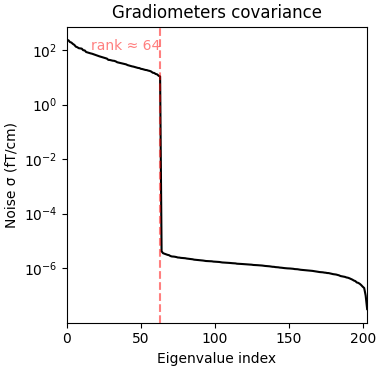 Gradiometers covariance
rank ≈ 64
Noise σ (fT/cm)
10²
10⁰
10⁻²
10⁻⁴
10⁻⁶
0 50 100 150 200
Eigenvalue index